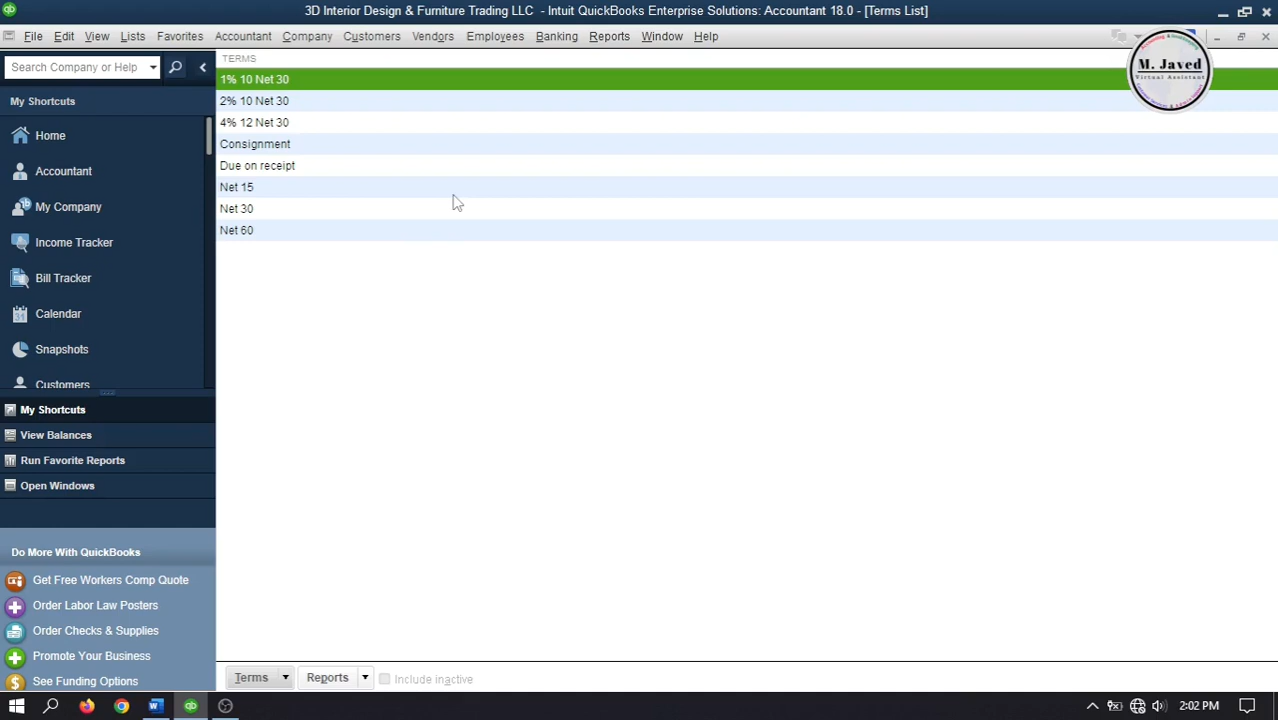 3D Interior Design & Furniture Trading LLC - Intuit QuickBooks Enterprise Solutions: Accountant 18.0 - [Terms List]
File Edit View Lists Favorites Accountant Company Customers Vendors Employees Banking Reports Window Help
Search Company or Help
TERMS
M. Javed
Virtual Assistant
My Shortcuts
1% 10 Net 30
2% 10 Net 30
4% 12 Net 30
Consignment
Due on receipt
Net 15
Net 30
Net 60
Home
Accountant
My Company
Income Tracker
Bill Tracker
31
Calendar
Snapshots
Customers
My Shortcuts
View Balances
Run Favorite Reports
Open Windows
Do More With QuickBooks
Get Free Workers Comp Quote
Order Labor Law Posters
Order Checks & Supplies
Promote Your Business
See Funding Options
Terms Reports Include inactive
2:02 PM